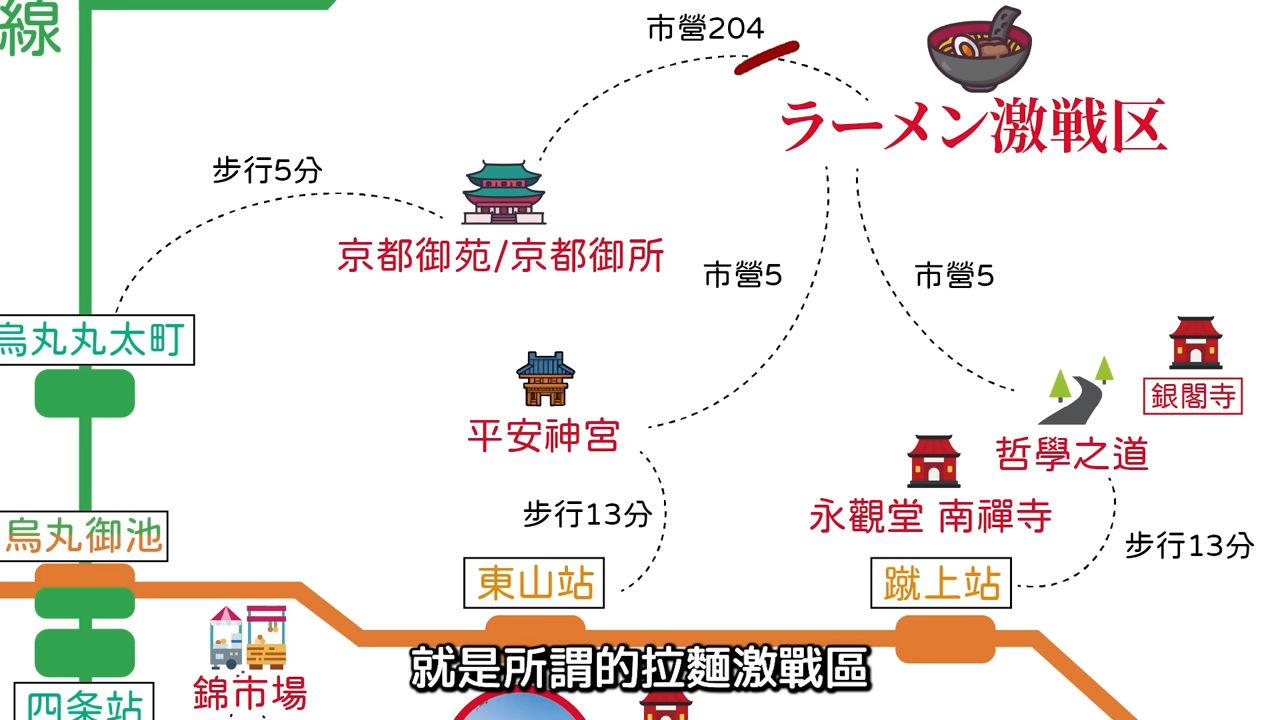 線
市營204
ラーメン激戦区
步行5分
京都御苑/京都御所
市營5
市營5
烏丸丸太町
銀閣寺
平安神宮
哲學之道
永觀堂 南禪寺
步行13分
烏丸御池
步行13分
東山站
蹴上站
就是所謂的拉麵激戰區
錦市場
四条站